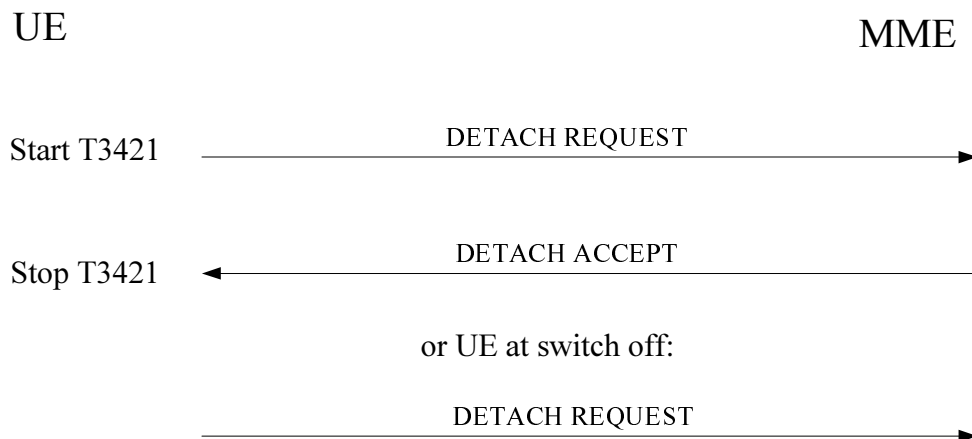 UE
MME
Start T3421
DETACH REQUEST
Stop T3421
DETACH ACCEPT
or UE at switch off:
DETACH REQUEST